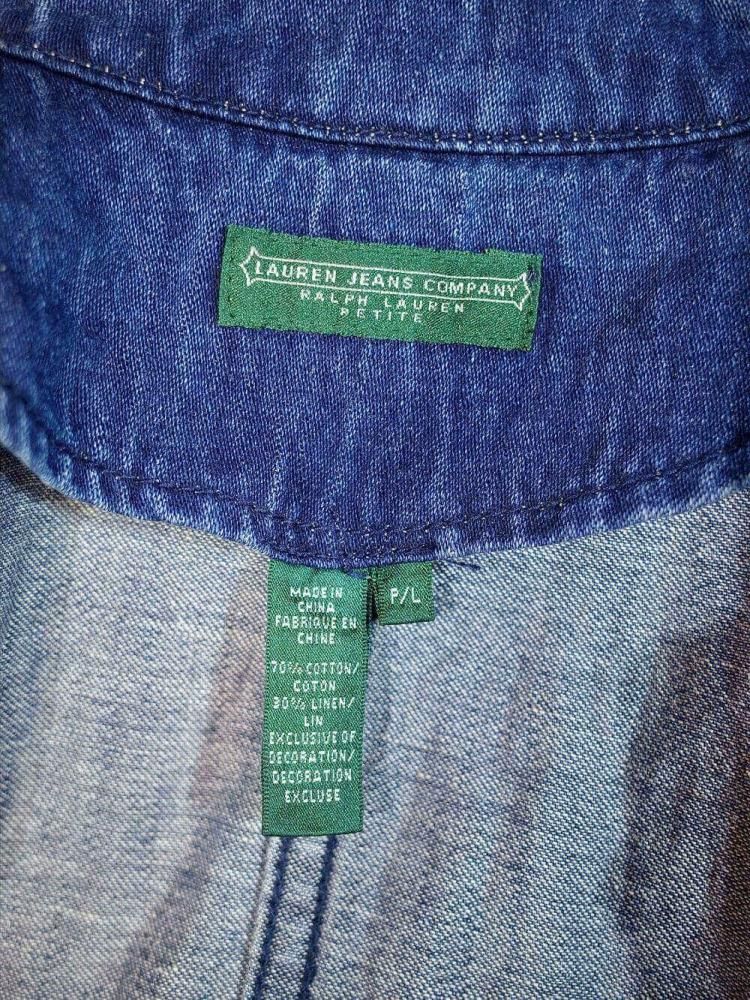 LAUREN JEANS COMPANY
RALPH LAUREN
PETITE
MADE IN
CHINA
FABRIQUE EN
CHINE
P/L
70% COTTON/
COTON
30% LINEN/
LIN
EXCLUSIVE OF
DECORATION/
DECORATION
EXCLUSE